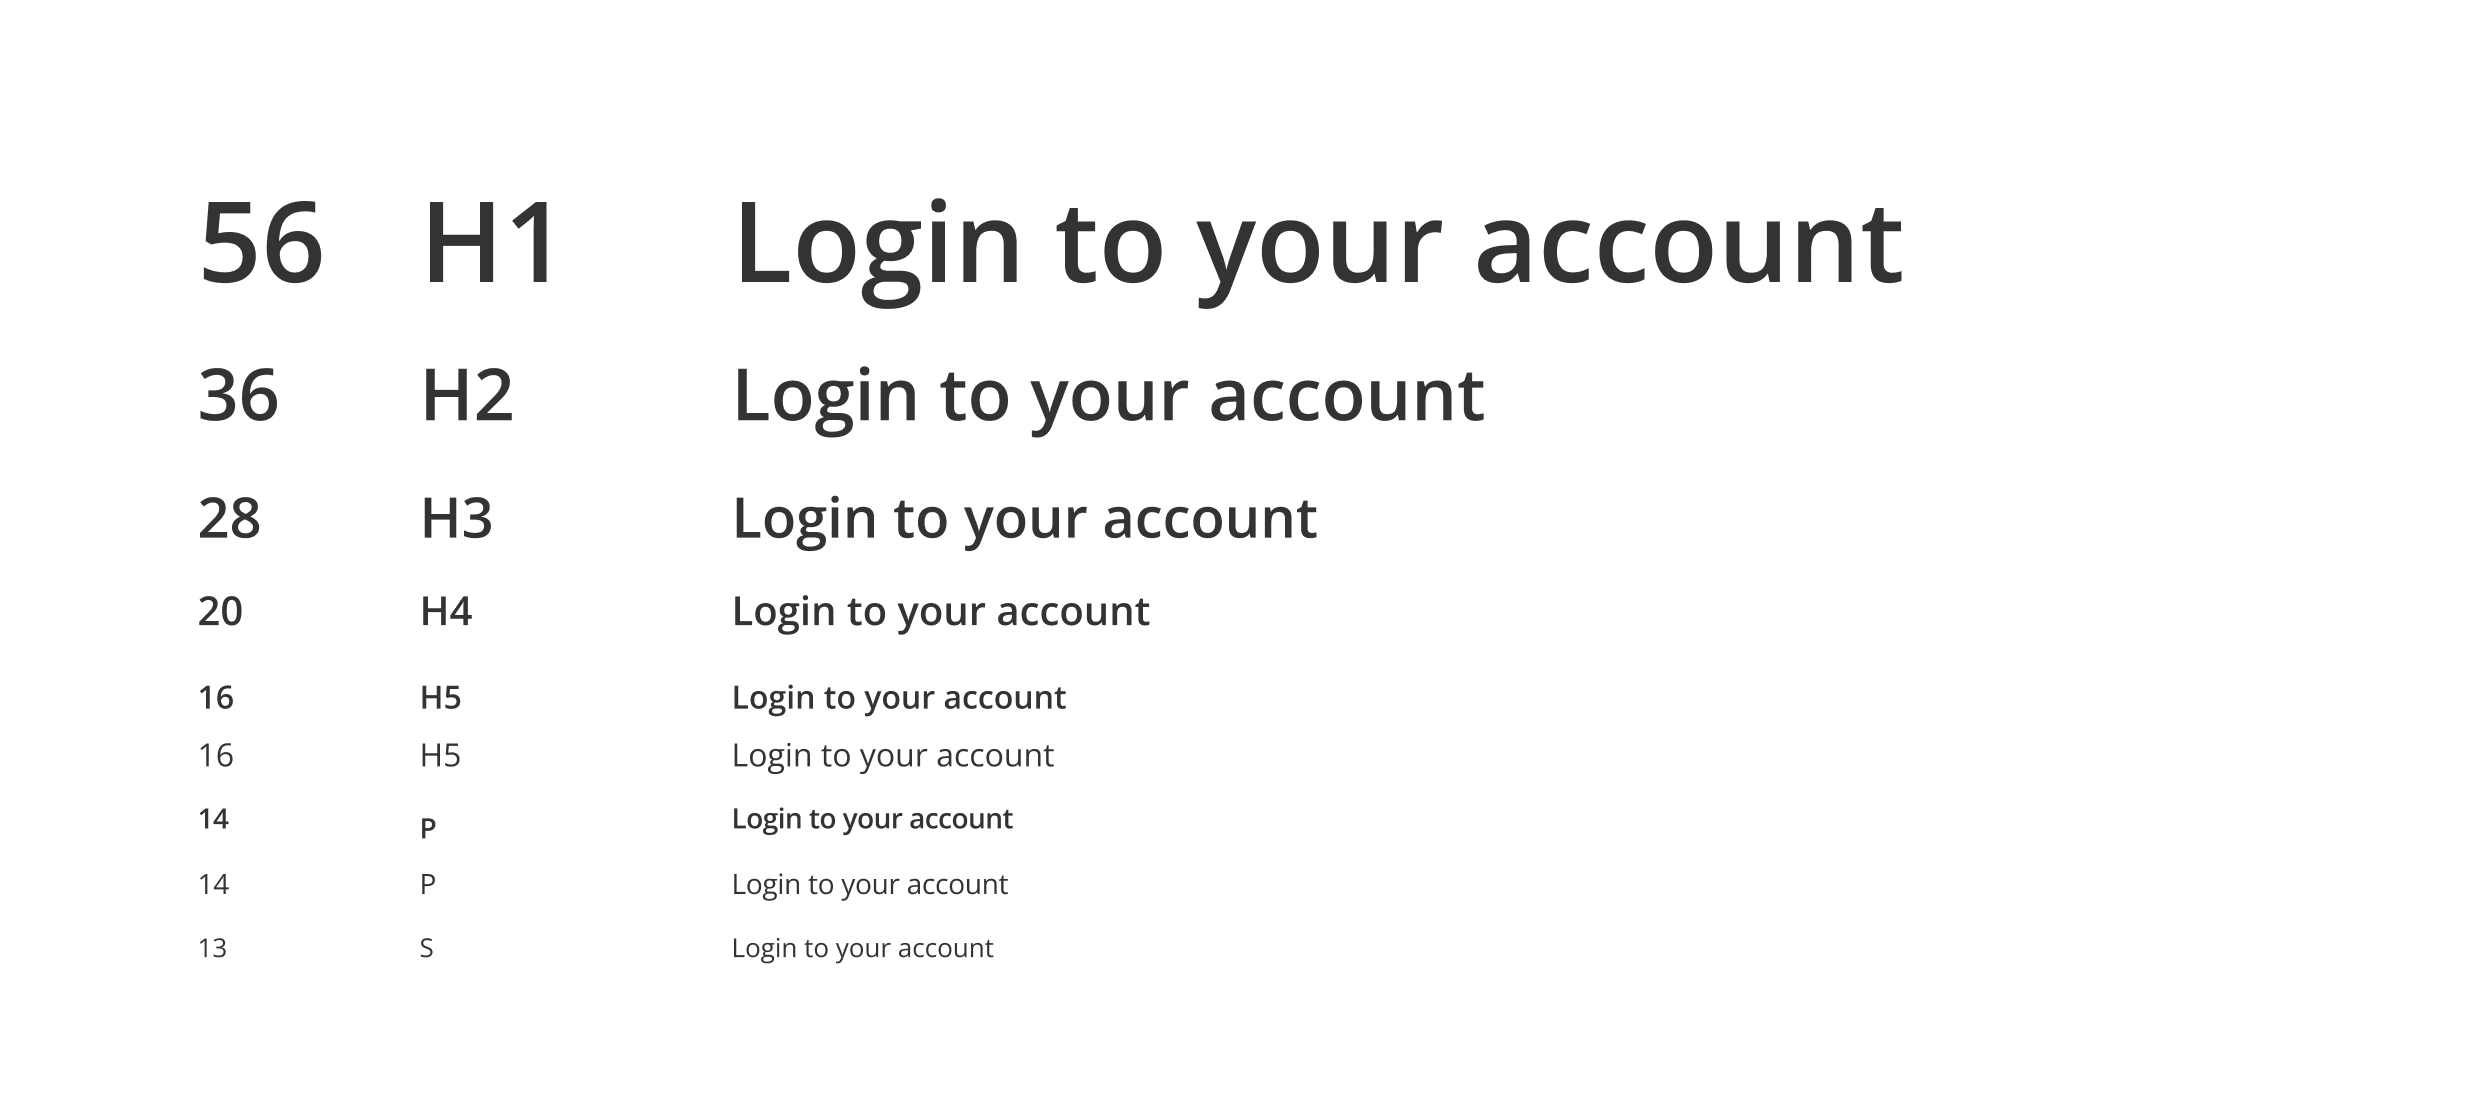 56 H1 Login to your account
36 H2 Login to your account
28 H3 Login to your account
20 H4 Login to your account
16 H5 Login to your account
16 H5 Login to your account
14 P Login to your account
14 P Login to your account
13 S Login to your account